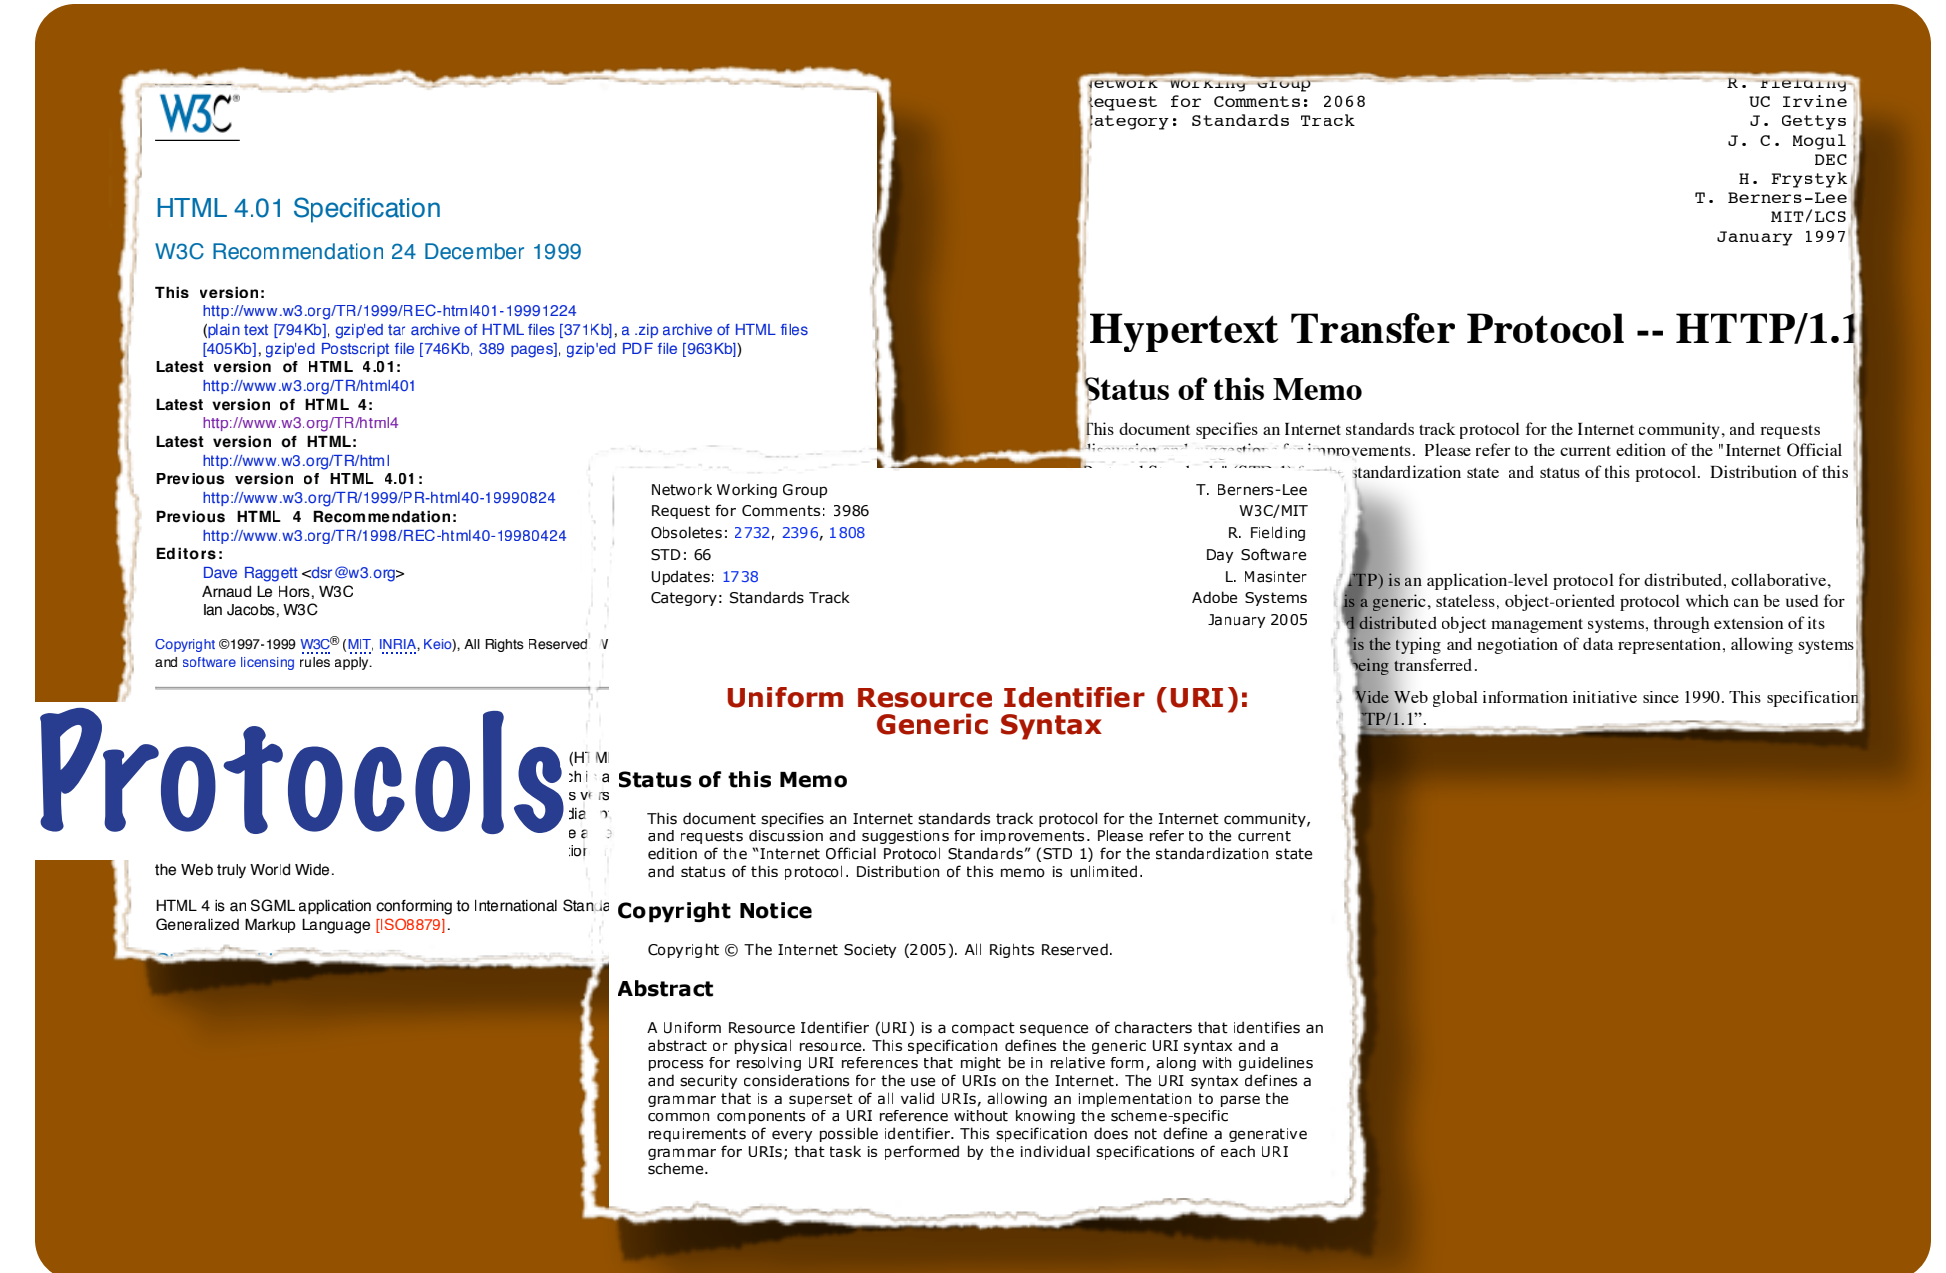 W3C®
HTML 4.01 Specification
W3C Recommendation 24 December 1999
This version:
http://www.w3.org/TR/1999/REC-html401-19991224
(plain text [794Kb], gzip'ed tar archive of HTML files [371Kb], a .zip archive of HTML files
[405Kb], gzip'ed Postscript file [746Kb, 389 pages], gzip'ed PDF file [963Kb])
Latest version of HTML 4.01:
http://www.w3.org/TR/html401
Latest version of HTML 4:
http://www.w3.org/TR/html4
Latest version of HTML:
http://www.w3.org/TR/html
Previous version of HTML 4.01:
http://www.w3.org/TR/1999/PR-html40-19990824
Previous HTML 4 Recommendation:
http://www.w3.org/TR/1998/REC-html40-19980424
Editors:
Dave Raggett <dsr@w3.org>
Arnaud Le Hors, W3C
Ian Jacobs, W3C
Copyright ©1997-1999 W3C® (MIT, INRIA, Keio), All Rights Reserved. W
and software licensing rules apply.
Protocols
(HTML
the Web truly World Wide.
HTML 4 is an SGML application conforming to International Standa
Generalized Markup Language [ISO8879].
Network Working Group
Request for Comments: 2068
Category: Standards Track
R. Fielding
UC Irvine
J. Gettys
J. C. Mogul
DEC
H. Frystyk
T. Berners-Lee
MIT/LCS
January 1997
Hypertext Transfer Protocol -- HTTP/1.1
Status of this Memo
This document specifies an Internet standards track protocol for the Internet community, and requests
discussion and suggestions for improvements. Please refer to the current edition of the "Internet Official
standardization state and status of this protocol. Distribution of this
TTP) is an application-level protocol for distributed, collaborative,
is a generic, stateless, object-oriented protocol which can be used for
d distributed object management systems, through extension of its
is the typing and negotiation of data representation, allowing systems
being transferred.
Wide Web global information initiative since 1990. This specification
TP/1.1”.
Network Working Group
Request for Comments: 3986
Obsoletes: 2732, 2396, 1808
STD: 66
Updates: 1738
Category: Standards Track
T. Berners-Lee
W3C/MIT
R. Fielding
Day Software
L. Masinter
Adobe Systems
January 2005
Uniform Resource Identifier (URI):
Generic Syntax
Status of this Memo
This document specifies an Internet standards track protocol for the Internet community,
and requests discussion and suggestions for improvements. Please refer to the current
edition of the “Internet Official Protocol Standards” (STD 1) for the standardization state
and status of this protocol. Distribution of this memo is unlimited.
Copyright Notice
Copyright © The Internet Society (2005). All Rights Reserved.
Abstract
A Uniform Resource Identifier (URI) is a compact sequence of characters that identifies an
abstract or physical resource. This specification defines the generic URI syntax and a
process for resolving URI references that might be in relative form, along with guidelines
and security considerations for the use of URIs on the Internet. The URI syntax defines a
grammar that is a superset of all valid URIs, allowing an implementation to parse the
common components of a URI reference without knowing the scheme-specific
requirements of every possible identifier. This specification does not define a generative
grammar for URIs; that task is performed by the individual specifications of each URI
scheme.